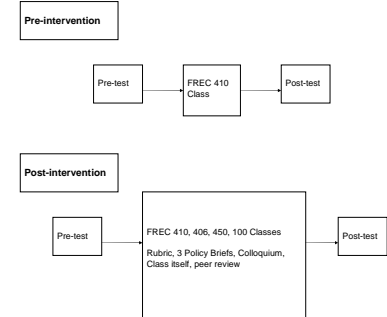 Pre-intervention
Pre-test
FREC 410
Class
Post-test
Post-intervention
Pre-test
FREC 410, 406, 450, 100 Classes
Rubric, 3 Policy Briefs, Colloquium,
Class itself, peer review
Post-test